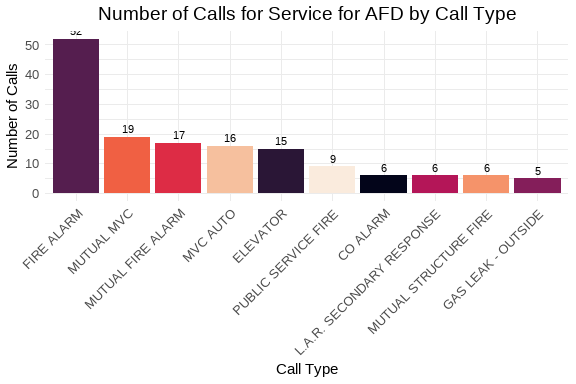 Number of Calls for Service for AFD by Call Type
Number of Calls
50
40
30
20
10
0
52
19
17
16
15
9
6
6
6
5
FIRE ALARM
MUTUAL MVC
MUTUAL FIRE ALARM
MVC AUTO
ELEVATOR
PUBLIC SERVICE FIRE
CO ALARM
L.A.R. SECONDARY RESPONSE
MUTUAL STRUCTURE FIRE
GAS LEAK - OUTSIDE
Call Type